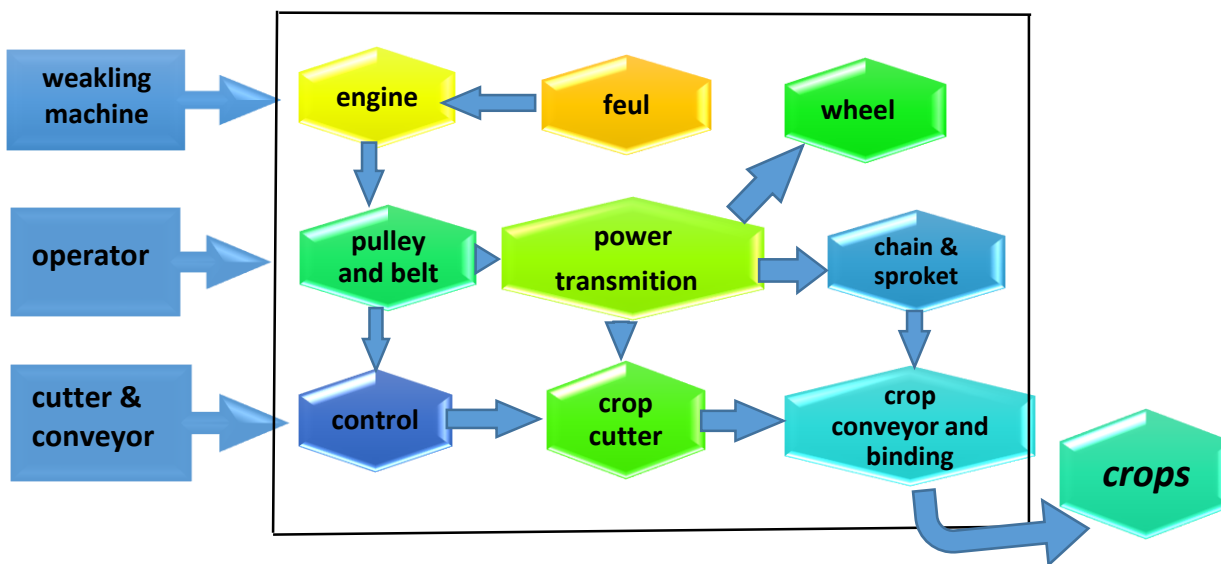 weakling
machine
engine
feul
wheel
operator
pulley
and belt
power
transmition
chain &
sproket
cutter &
conveyor
control
crop
cutter
crop
conveyor and
binding
crops